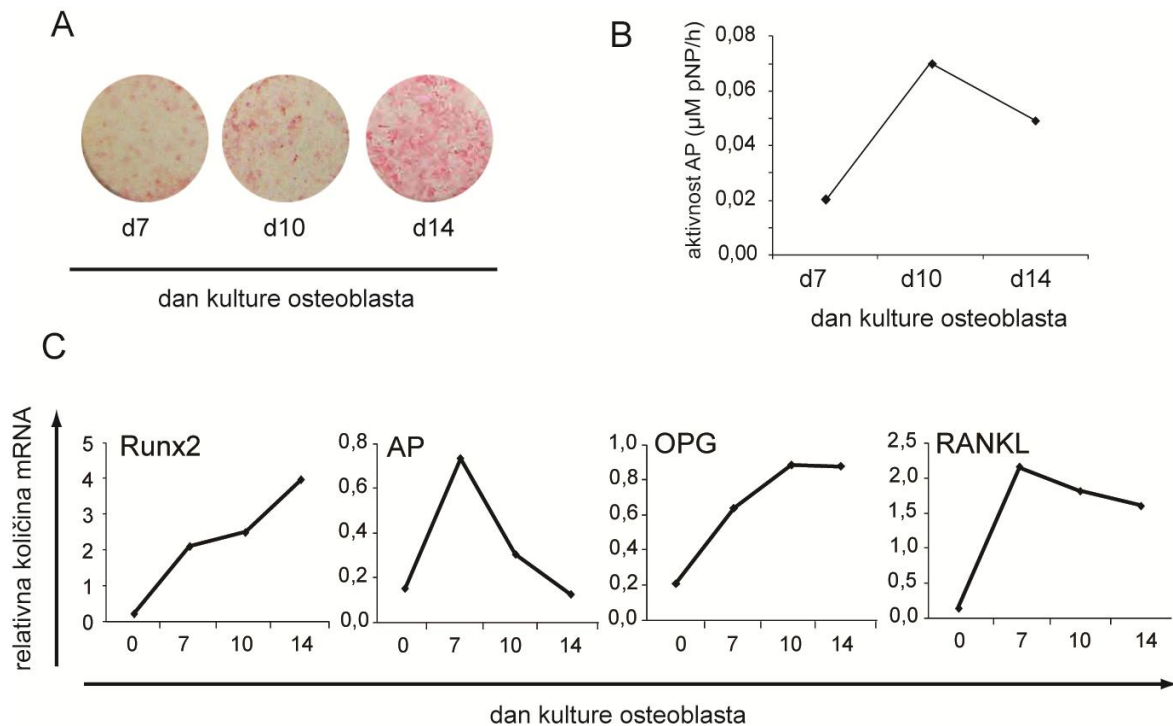 A
d7 d10 d14
dan kulture osteoblasta
B
aktivnost AP (µM pNP/h)
0,08
0,06
0,04
0,02
0,00
d7 d10 d14
dan kulture osteoblasta
C
relativna količina mRNA
Runx2
5
4
3
2
1
0
0 7 10 14
AP
0,8
0,6
0,4
0,2
0,0
0 7 10 14
OPG
1,0
0,8
0,6
0,4
0,2
0,0
0 7 10 14
RANKL
2,5
2,0
1,5
1,0
0,5
0,0
0 7 10 14
dan kulture osteoblasta